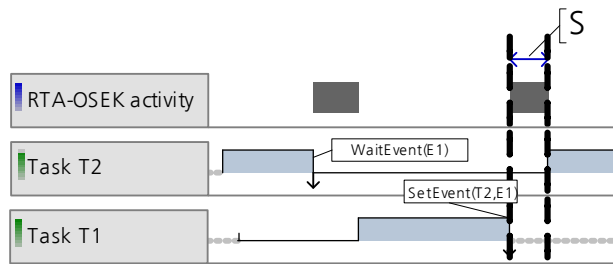 S
RTA-OSEK activity
WaitEvent(E1)
Task T2
SetEvent(T2,E1)
Task T1